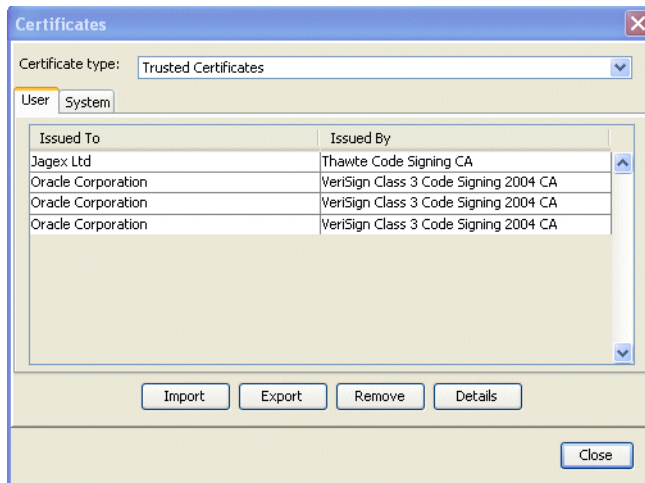 Certificates
Certificate type: Trusted Certificates
User System
Issued To Issued By
Jagex Ltd Thawte Code Signing CA
Oracle Corporation VeriSign Class 3 Code Signing 2004 CA
Oracle Corporation VeriSign Class 3 Code Signing 2004 CA
Oracle Corporation VeriSign Class 3 Code Signing 2004 CA
Import Export Remove Details
Close